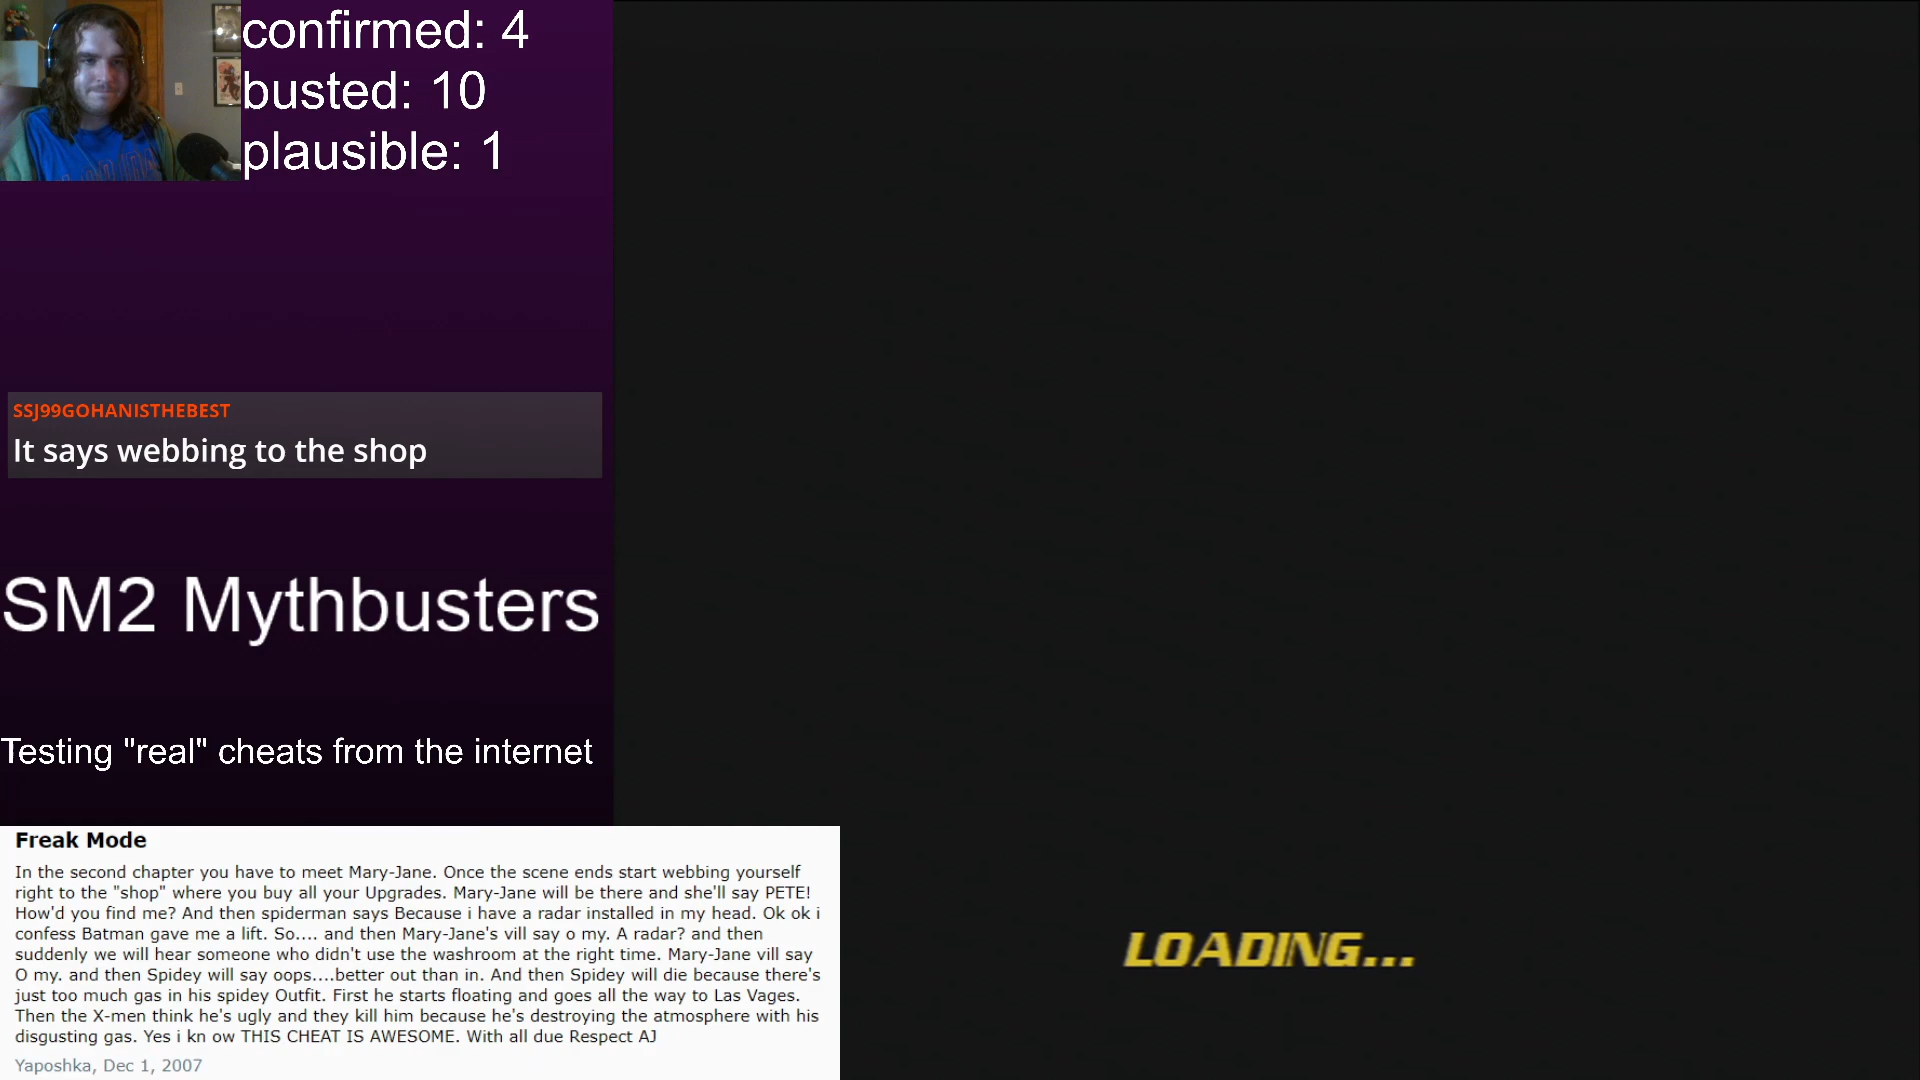 confirmed: 4
busted: 10
plausible: 1
SSJ99GOHANISTHEBEST
It says webbing to the shop
SM2 Mythbusters
Testing "real" cheats from the internet
Freak Mode
In the second chapter you have to meet Mary-Jane. Once the scene ends start webbing yourself
right to the "shop" where you buy all your Upgrades. Mary-Jane will be there and she'll say PETE!
How'd you find me? And then spiderman says Because i have a radar installed in my head. Ok ok i
confess Batman gave me a lift. So.... and then Mary-Jane's vill say o my. A radar? and then
suddenly we will hear someone who didn't use the washroom at the right time. Mary-Jane vill say
O my. and then Spidey will say oops....better out than in. And then Spidey will die because there's
just too much gas in his spidey Outfit. First he starts floating and goes all the way to Las Vages.
Then the X-men think he's ugly and they kill him because he's destroying the atmosphere with his
disgusting gas. Yes i kn ow THIS CHEAT IS AWESOME. With all due Respect AJ
Yaposhka, Dec 1, 2007
LOADING...